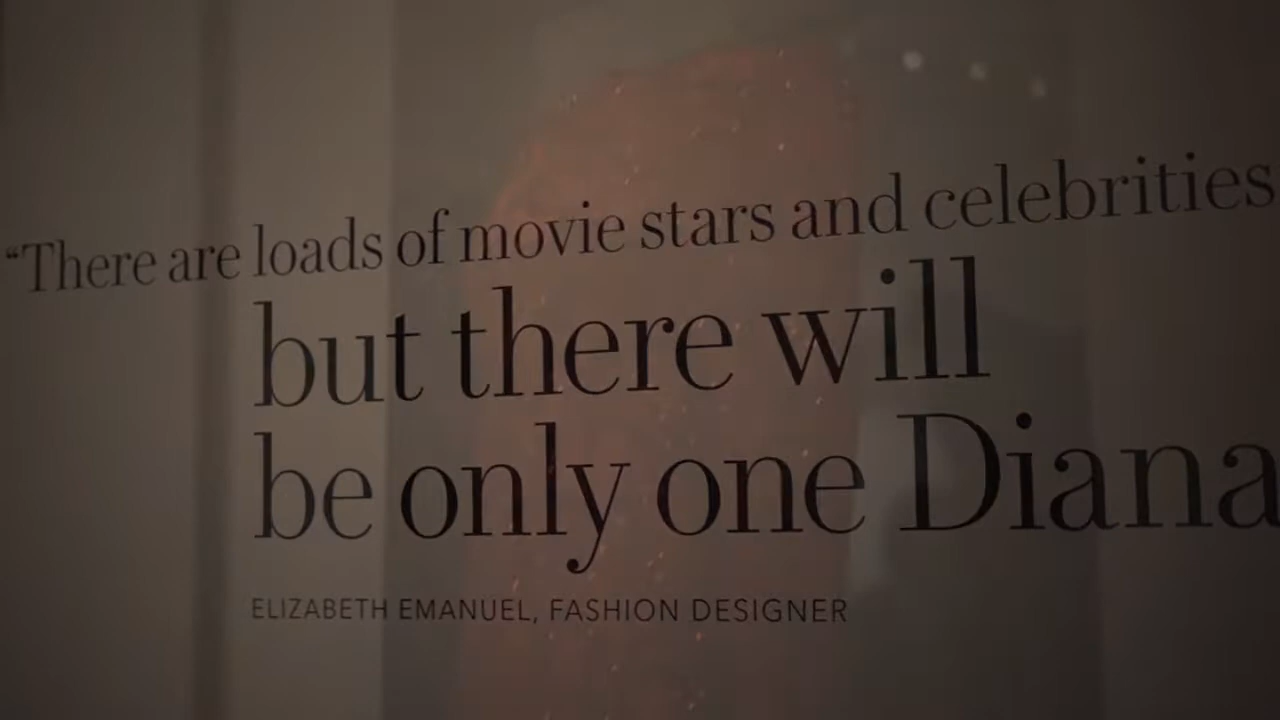 “There are loads of movie stars and celebrities
but there will
be only one Diana
ELIZABETH EMANUEL, FASHION DESIGNER